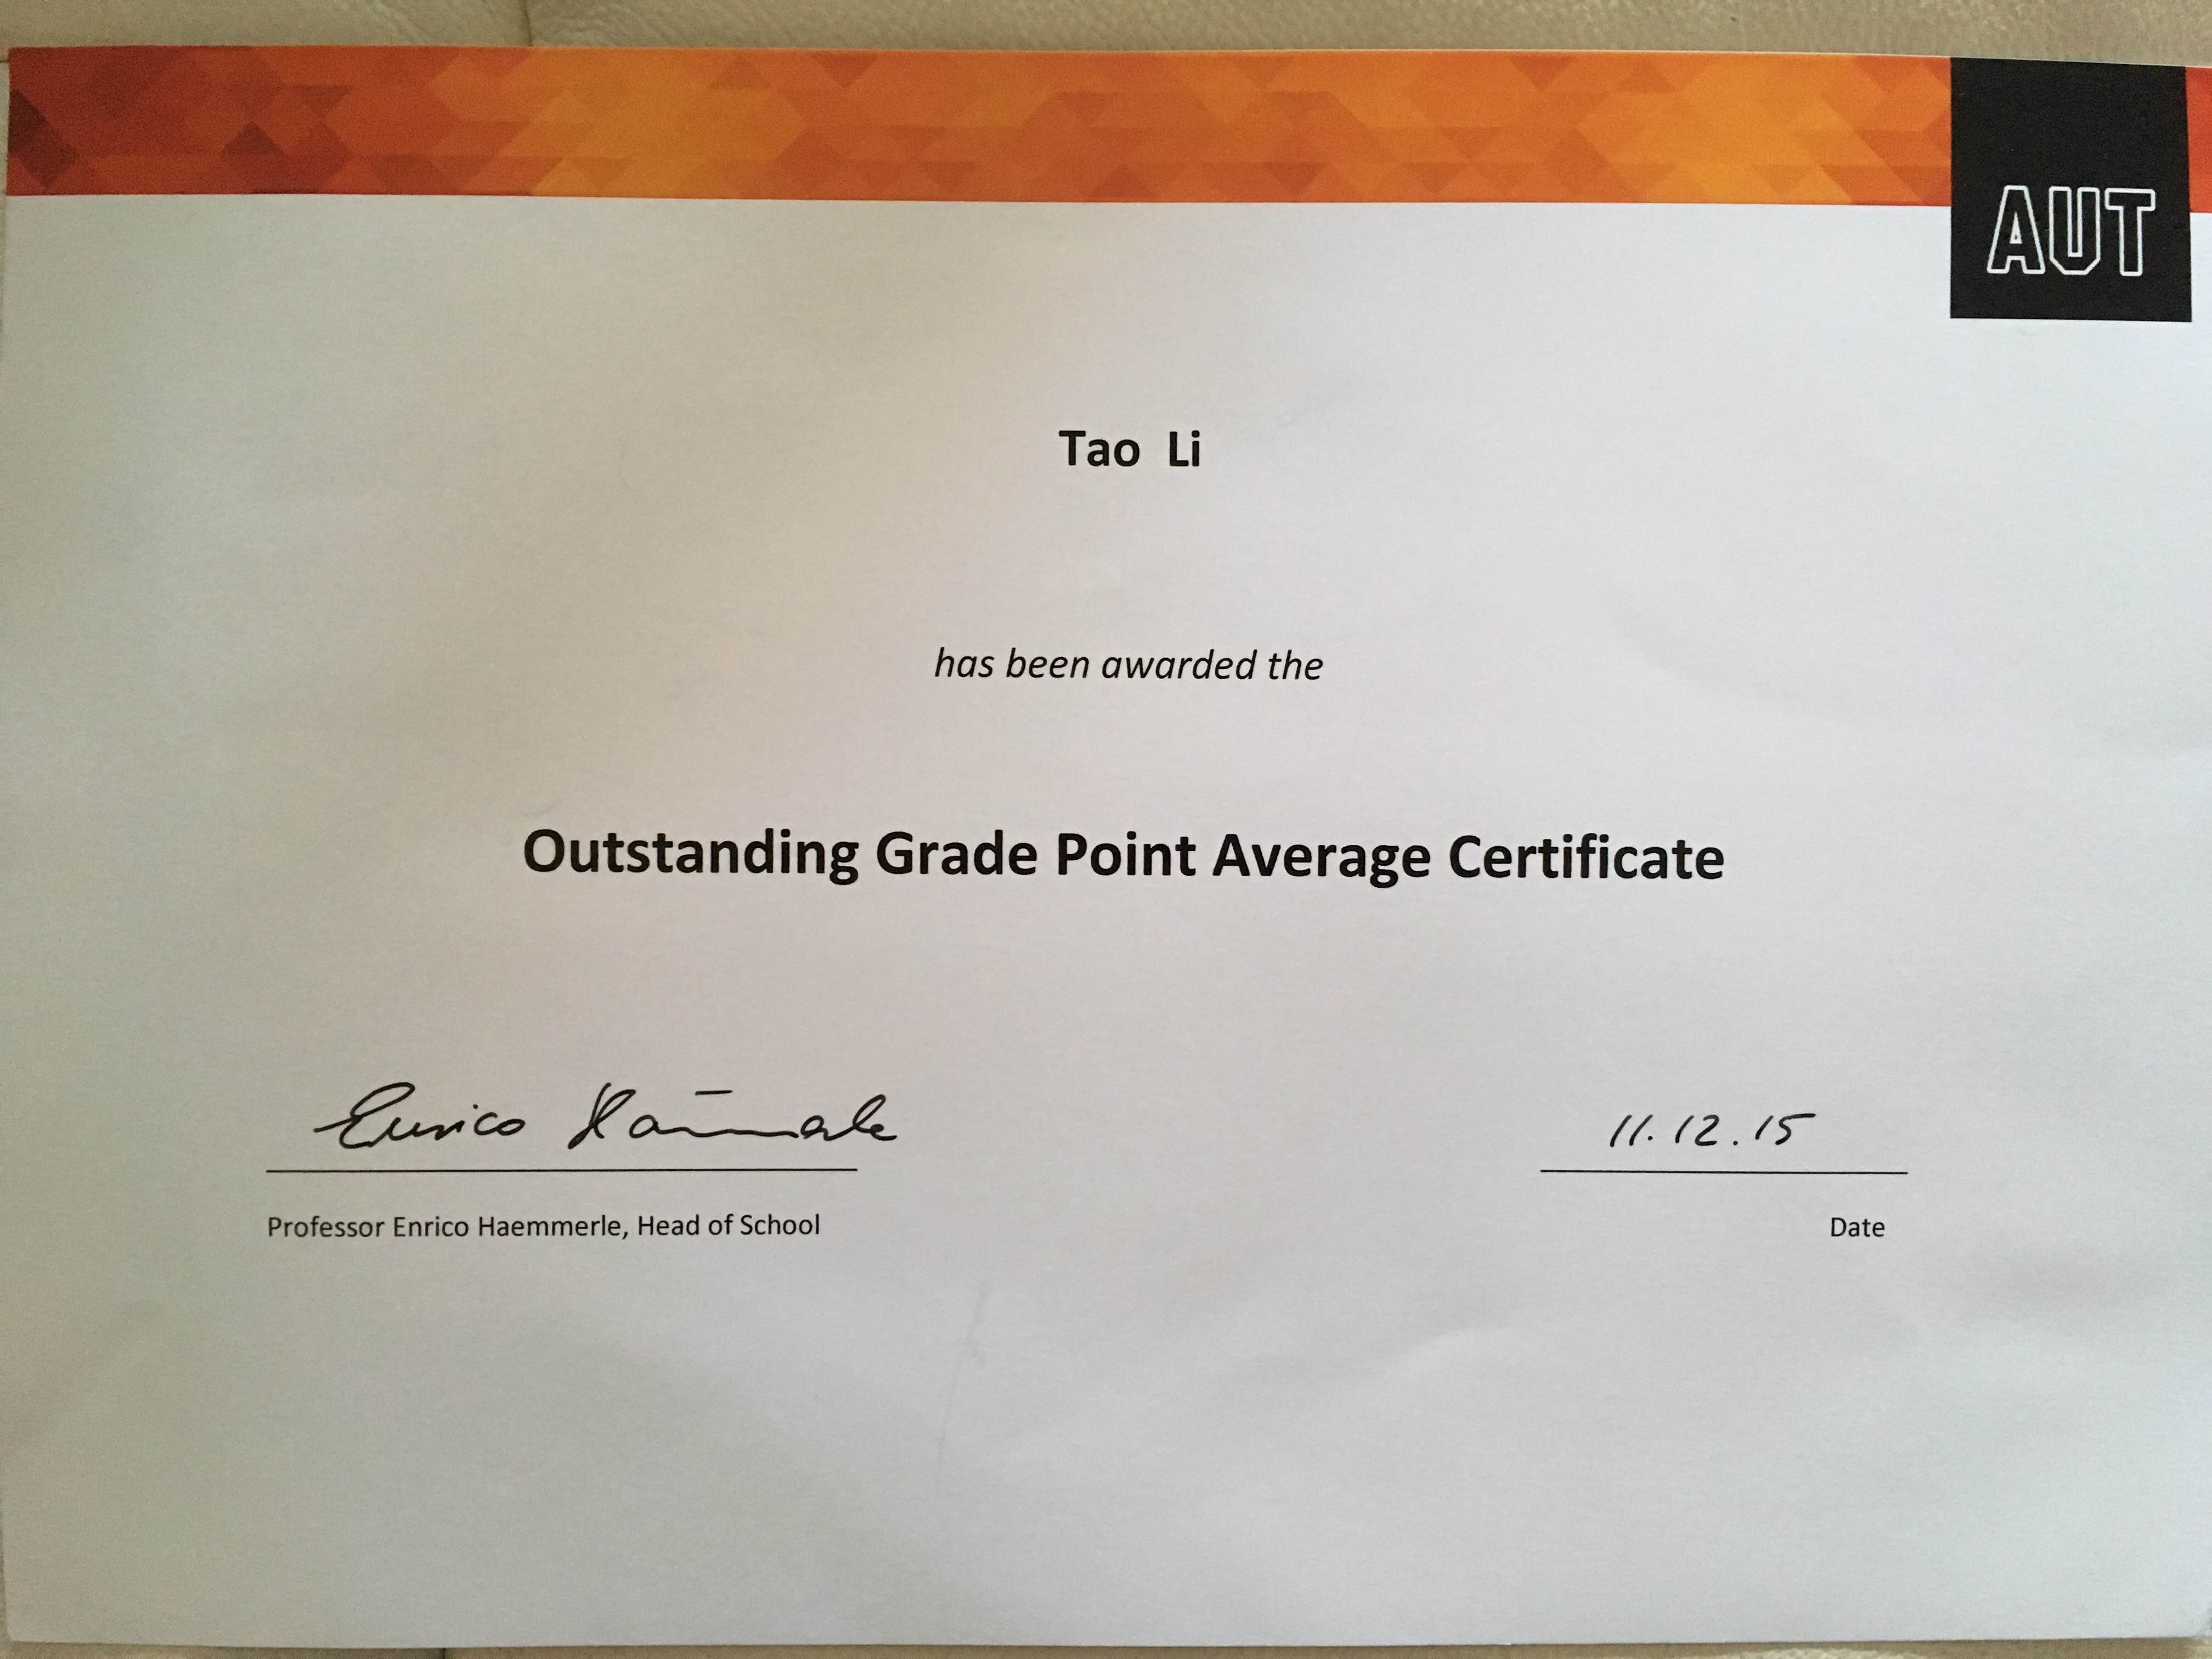 AUT
Tao Li
has been awarded the
Outstanding Grade Point Average Certificate
Enrico Haemmerle
11.12.15
Professor Enrico Haemmerle, Head of School
Date